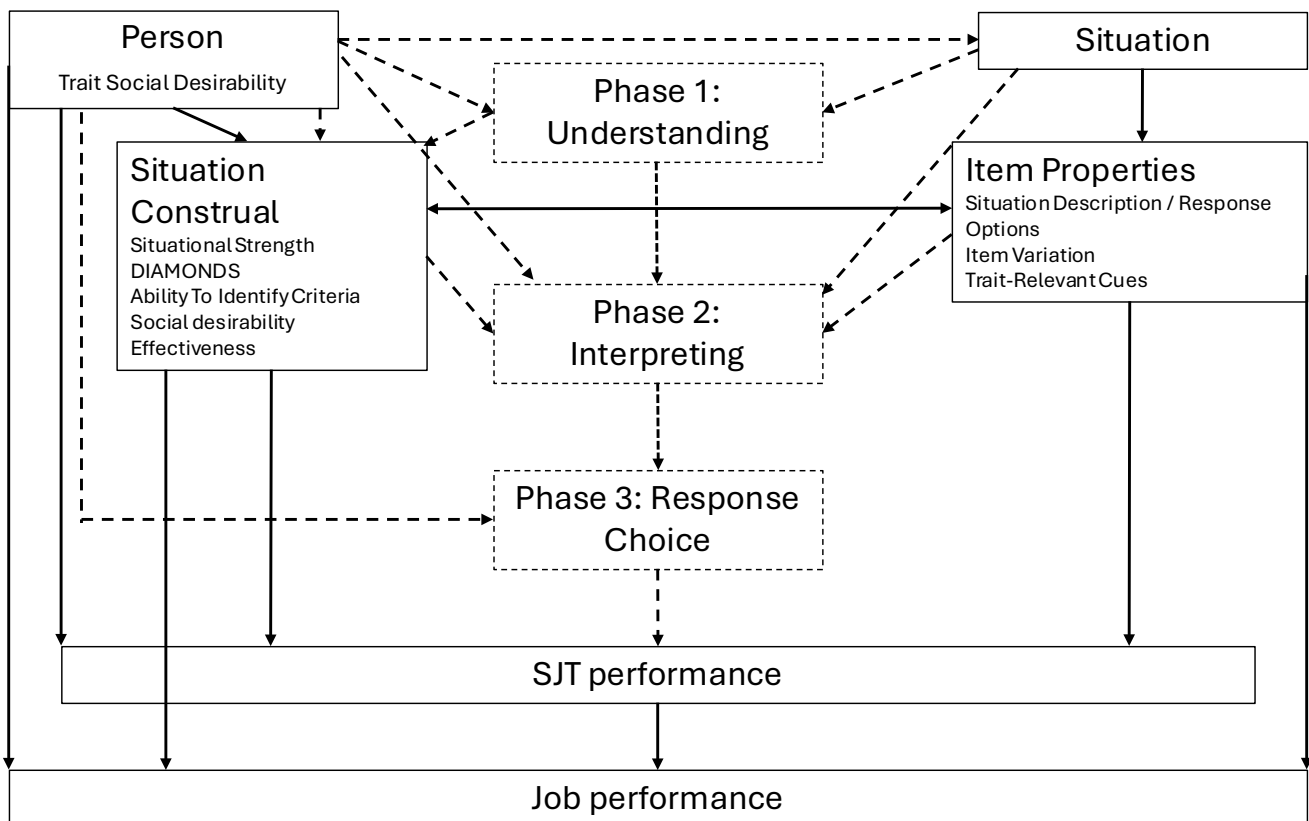 Person
Trait Social Desirability
Situation
Phase 1:
Understanding
Situation
Construal
Situational Strength
DIAMONDS
Ability To Identify Criteria
Social desirability
Effectiveness
Item Properties
Situation Description / Response
Options
Item Variation
Trait-Relevant Cues
Phase 2:
Interpreting
Phase 3: Response
Choice
SJT performance
Job performance